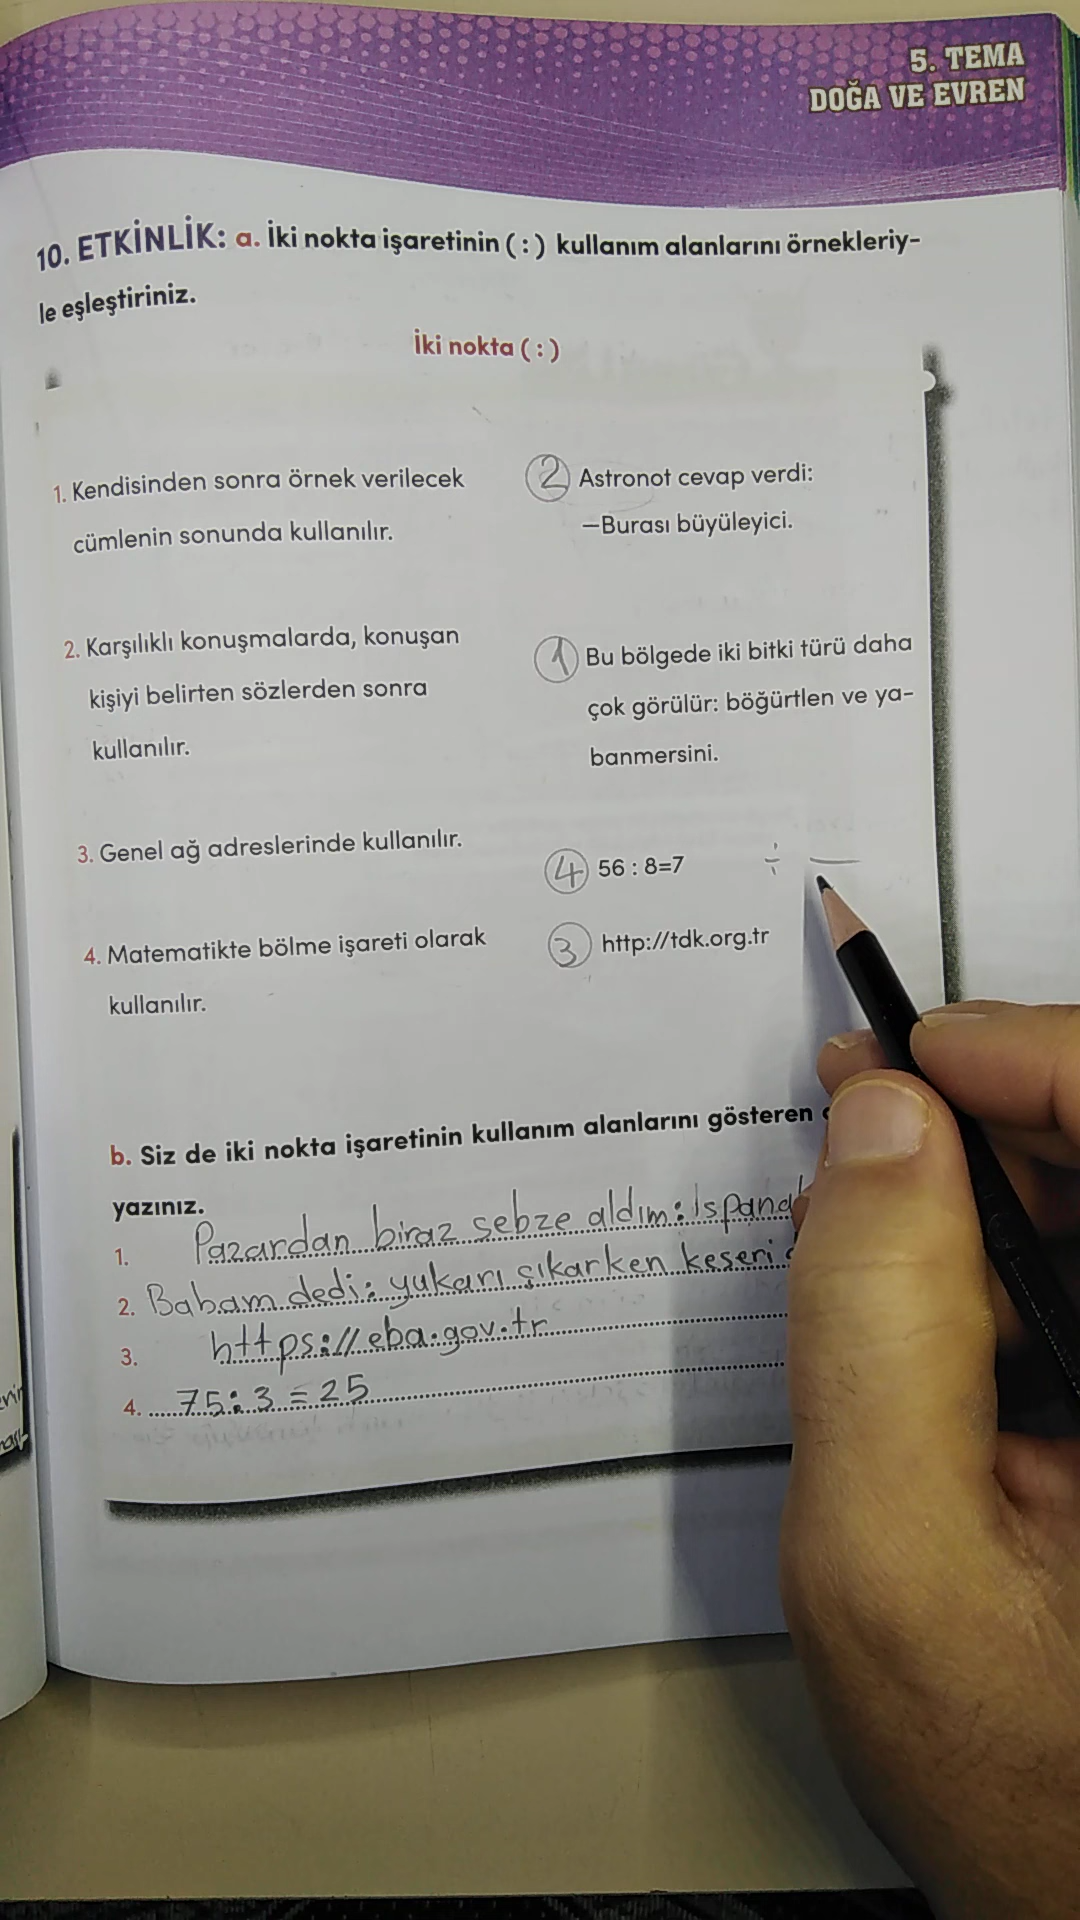 5. TEMA
DOĞA VE EVREN
10. ETKİNLİK: a. İki nokta işaretinin (:) kullanım alanlarını örnekleriy-
le eşleştiriniz.
İki nokta (:)
1. Kendisinden sonra örnek verilecek
cümlenin sonunda kullanılır.
2 Astronot cevap verdi:
—Burası büyüleyici.
2. Karşılıklı konuşmalarda, konuşan
kişiyi belirten sözlerden sonra
kullanılır.
1 Bu bölgede iki bitki türü daha
çok görülür: böğürtlen ve ya-
banmersini.
3. Genel ağ adreslerinde kullanılır.
4 56 : 8=7 ÷ —
4. Matematikte bölme işareti olarak
kullanılır.
3 http://tdk.org.tr
b. Siz de iki nokta işaretinin kullanım alanlarını gösteren
yazınız.
1. Pazardan biraz sebze aldım:
2. Babam dedi: yukarı çıkarken keseri
3. https://eba.gov.tr
4. 75:3=25